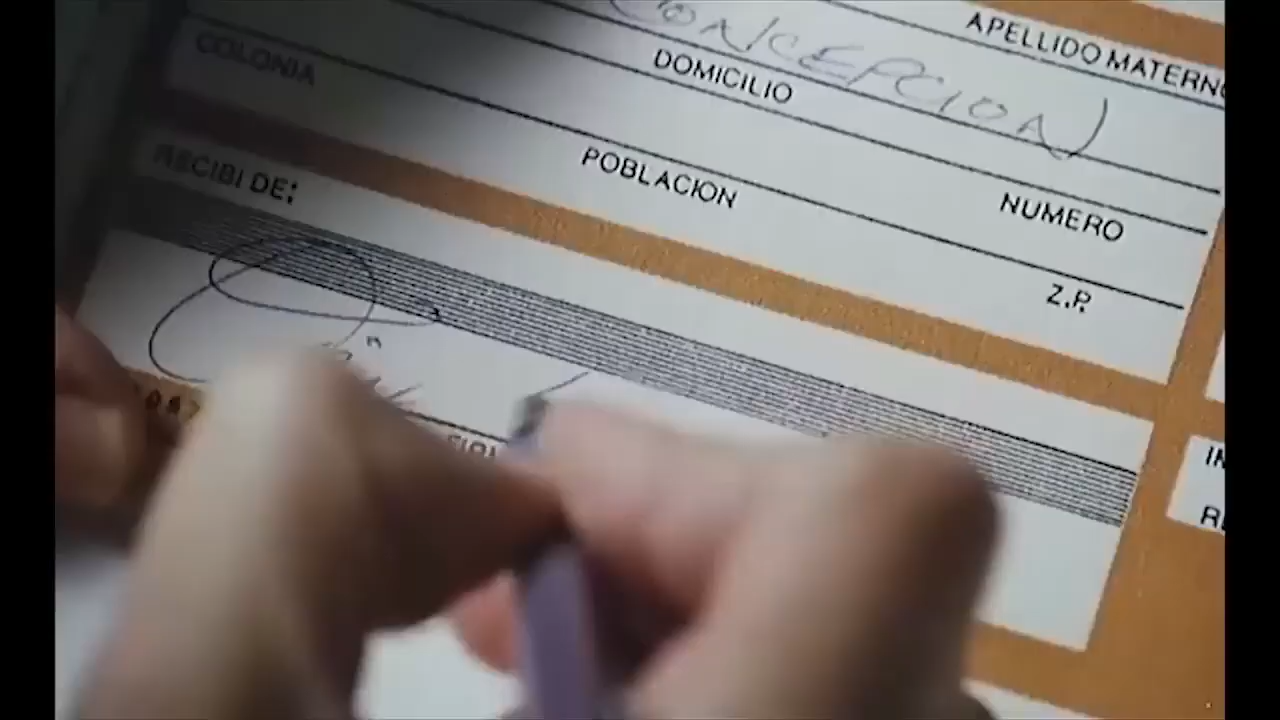 CONCEPCION APELLIDO MATERNO
COLONIA DOMICILIO NUMERO
POBLACION Z.P.
RECIBI DE: